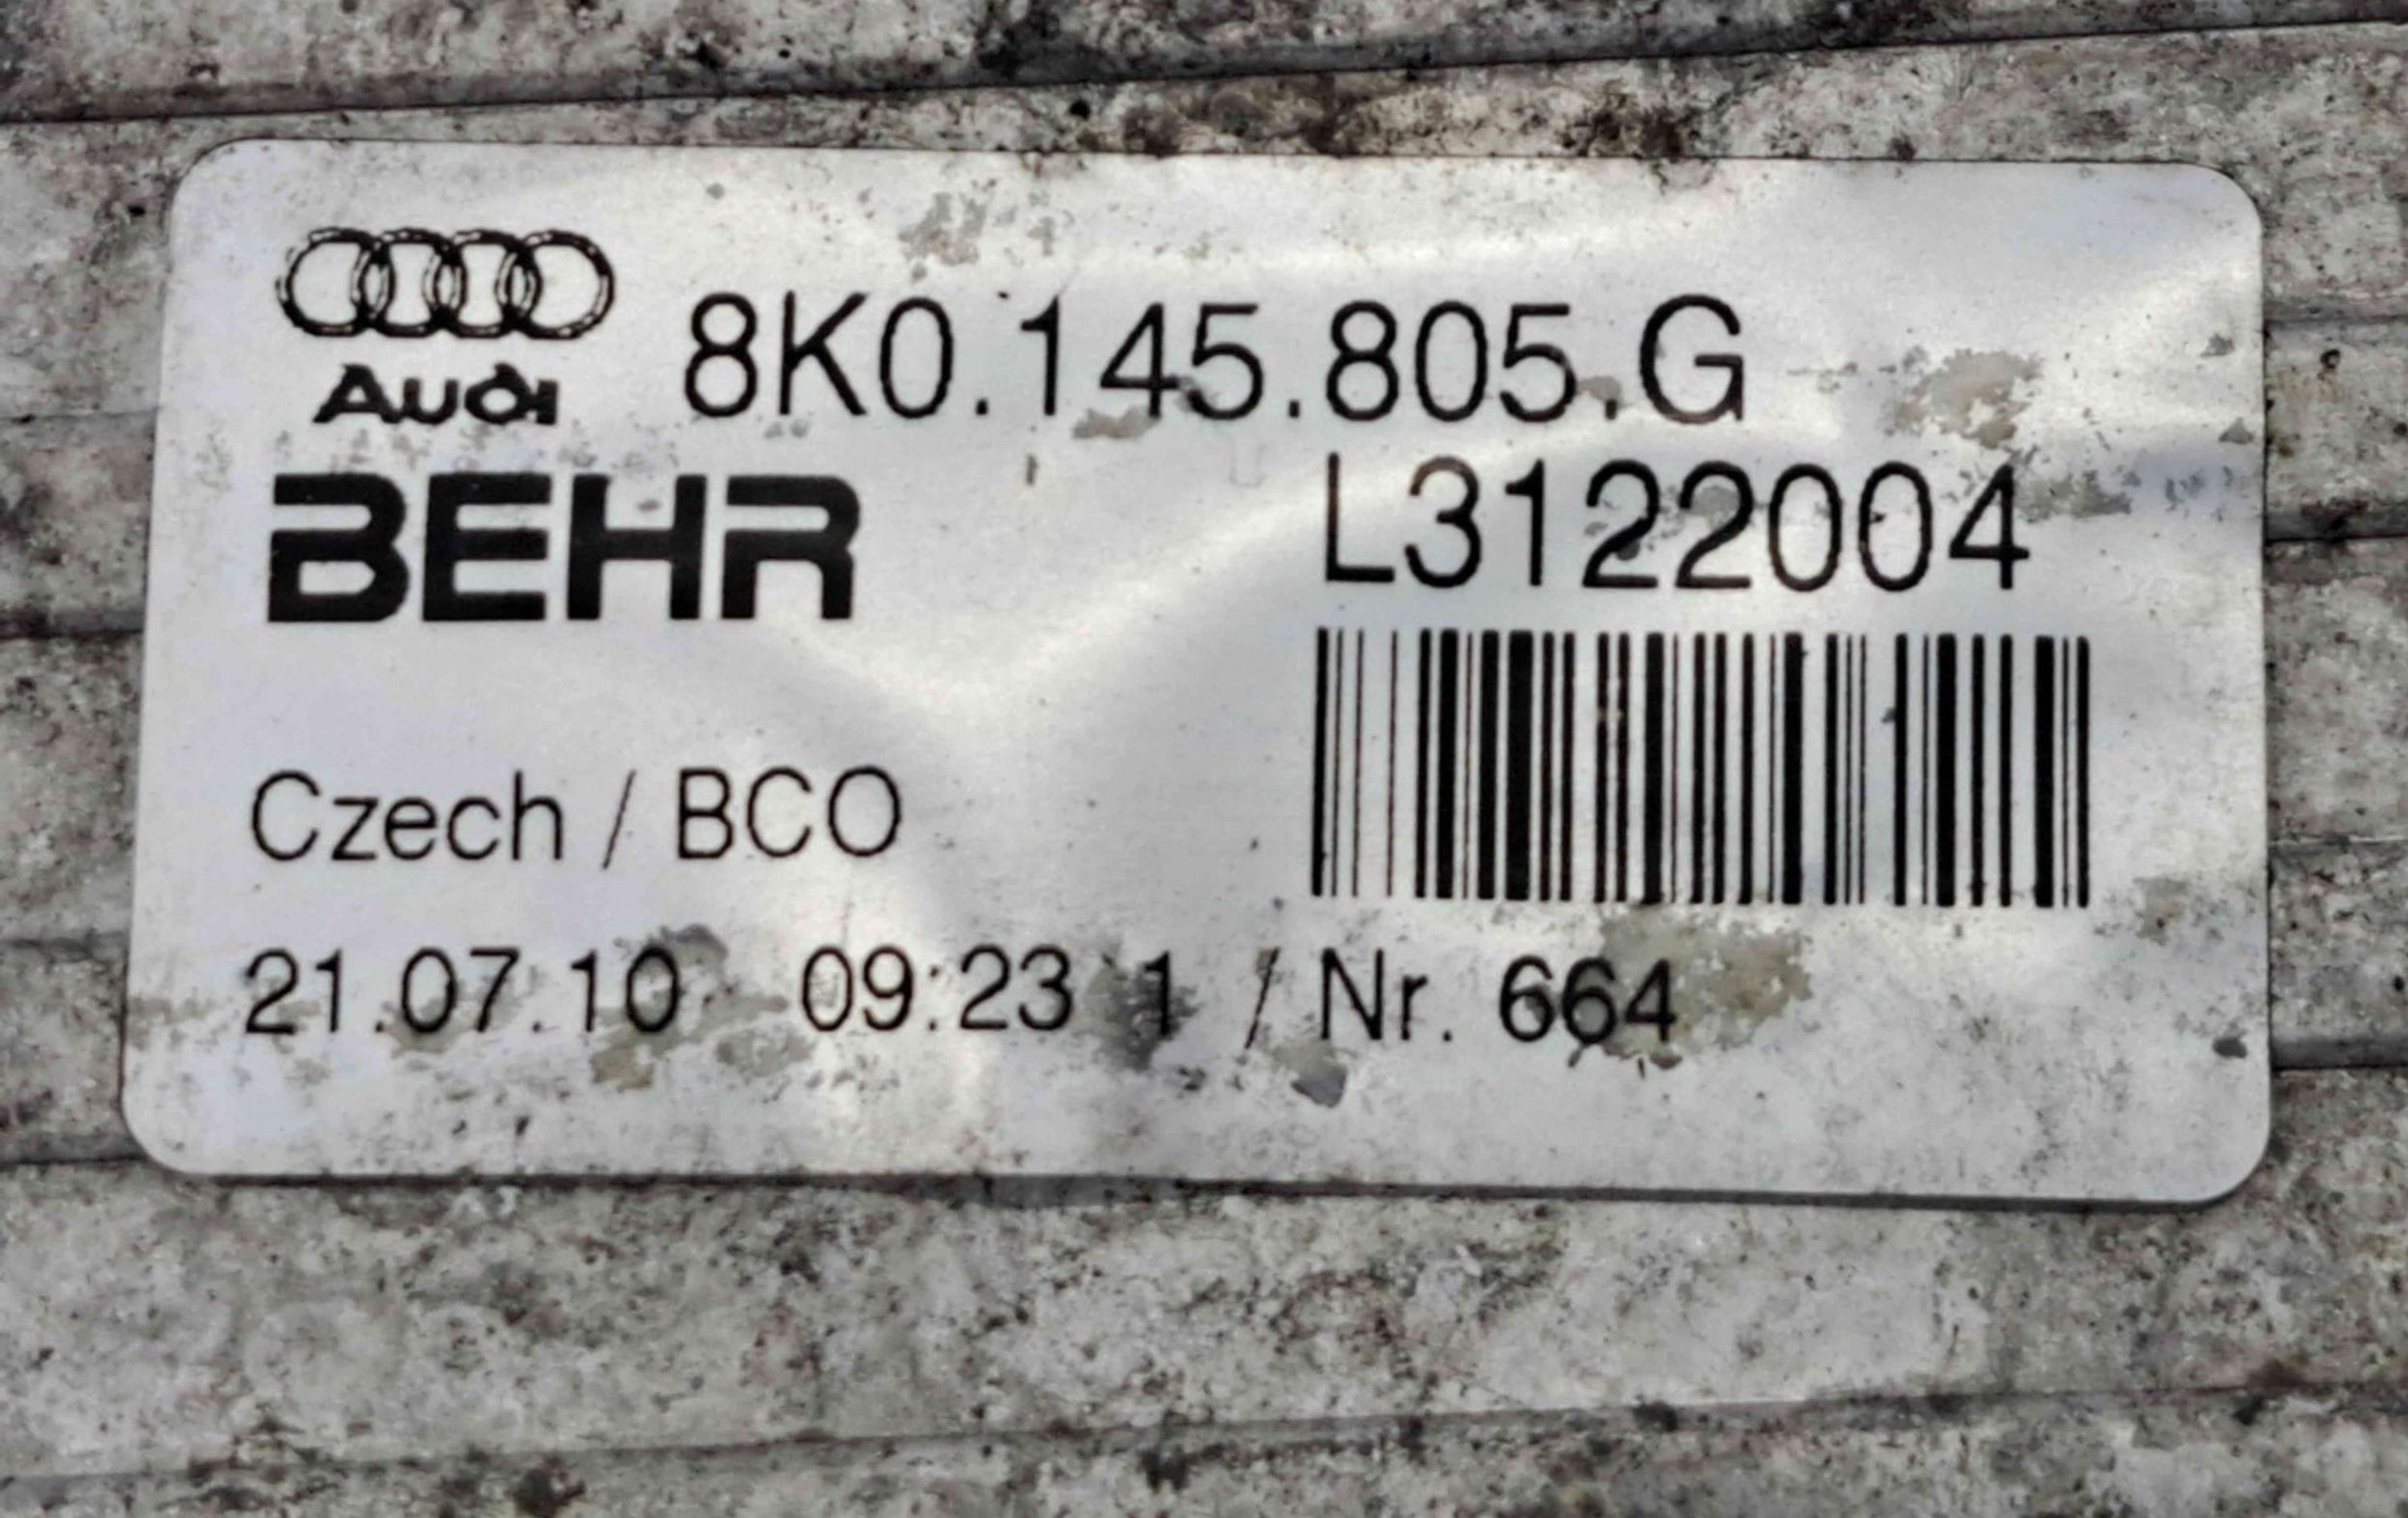 Audi 8K0.145.805.G
BEHR L3122004
Czech / BCO
21.07.10 09:23 1 / Nr. 664